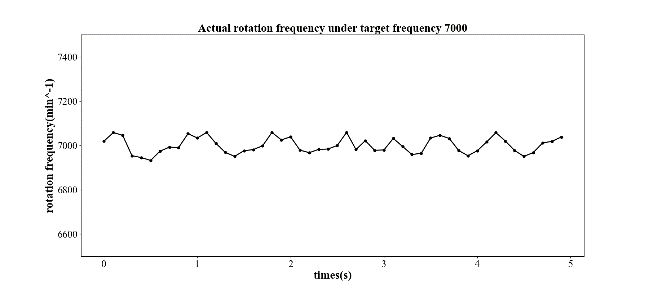 Actual rotation frequency under target frequency 7000
rotation frequency(min^-1)
7400
7200
7000
6800
6600
0 1 2 3 4 5
times(s)